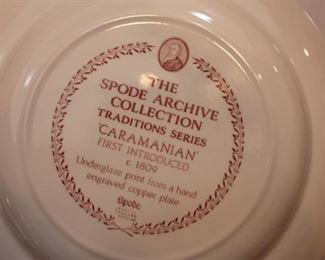 THE
SPODE ARCHIVE
COLLECTION
TRADITIONS SERIES
'CARAMANIAN'
FIRST INTRODUCED
c. 1809
Underglaze print from a hand
engraved copper plate
Spode